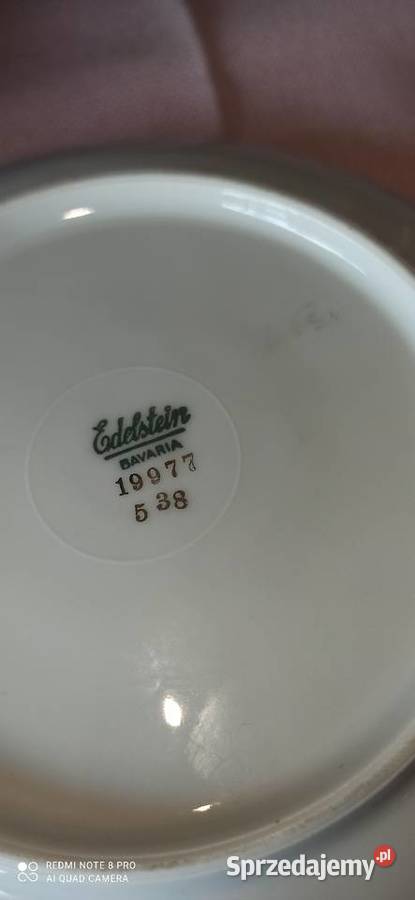 Edelstein
BAVARIA
19977
538
REDMI NOTE 8 PRO
AI QUAD CAMERA
Sprzedajemy.pl